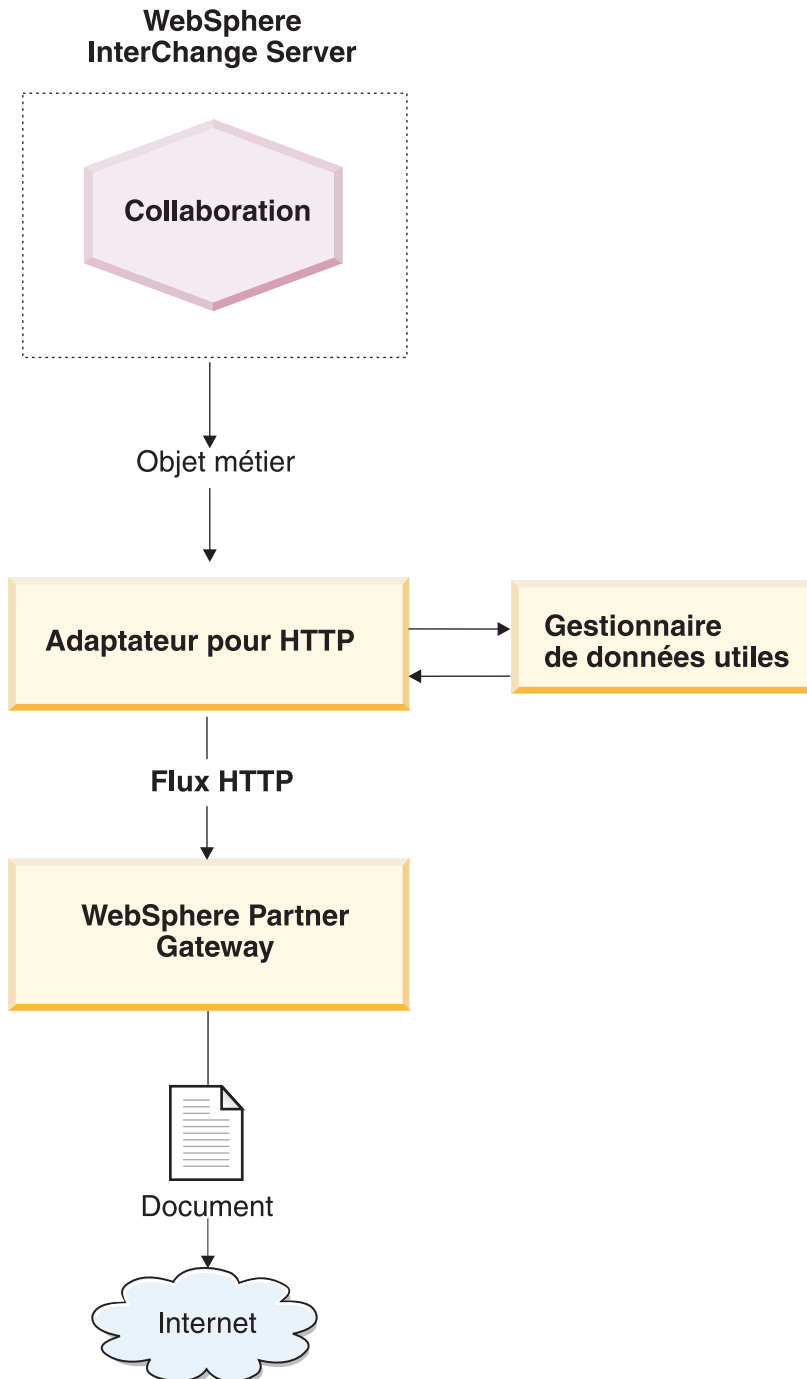 WebSphere
InterChange Server
Collaboration
Objet métier
Adaptateur pour HTTP
Gestionnaire
de données utiles
Flux HTTP
WebSphere Partner
Gateway
Document
Internet